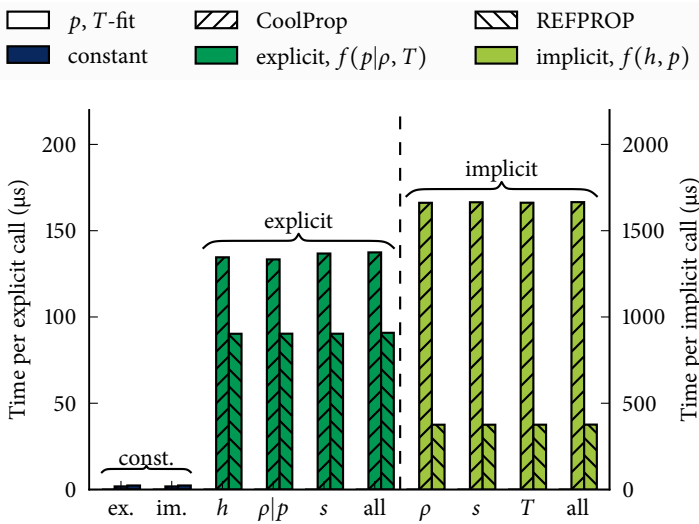 p, T-fit CoolProp REFPROP
constant explicit, f(p|ρ, T) implicit, f(h, p)
Time per explicit call (µs)
200
150
100
50
0
const.
explicit
implicit
2000
1500
1000
500
0
Time per implicit call (µs)
ex. im. h ρ|p s all ρ s T all